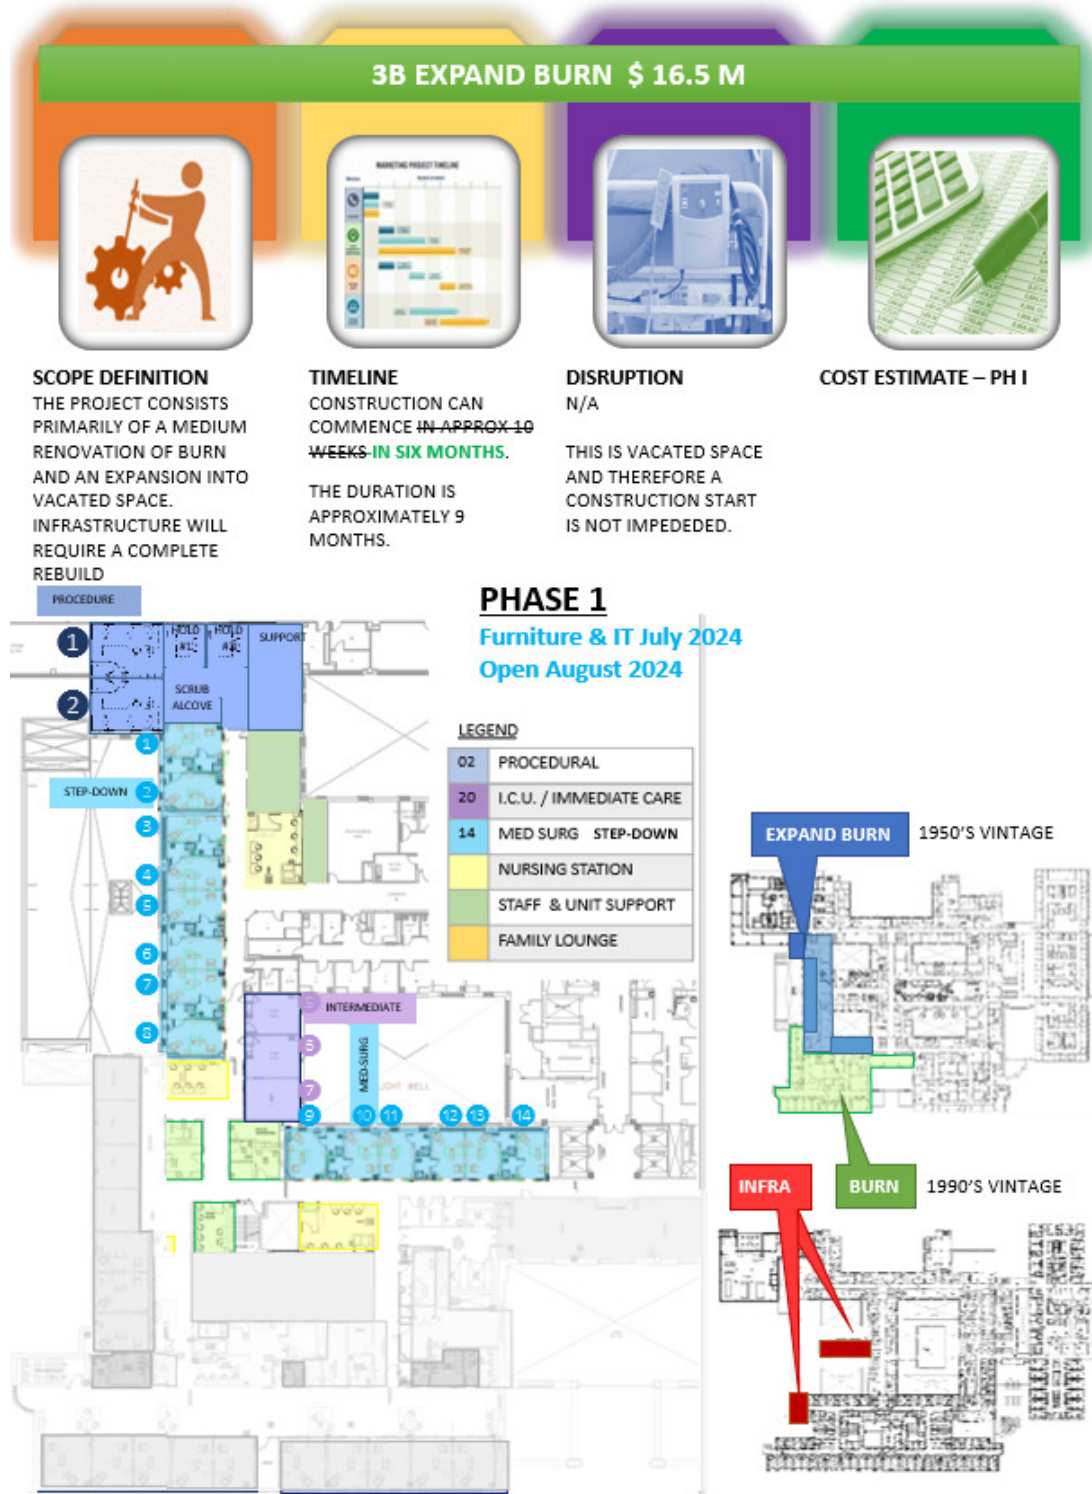 3B EXPAND BURN $ 16.5 M
MARKETING PROJECT TIMELINE
SCOPE DEFINITION
THE PROJECT CONSISTS
PRIMARILY OF A MEDIUM
RENOVATION OF BURN
AND AN EXPANSION INTO
VACATED SPACE.
INFRASTRUCTURE WILL
REQUIRE A COMPLETE
REBUILD
TIMELINE
CONSTRUCTION CAN
COMMENCE IN APPROX 10
WEEKS IN SIX MONTHS.
THE DURATION IS
APPROXIMATELY 9
MONTHS.
DISRUPTION
N/A
THIS IS VACATED SPACE
AND THEREFORE A
CONSTRUCTION START
IS NOT IMPEDEDED.
COST ESTIMATE – PH I
PROCEDURE
PHASE 1
Furniture & IT July 2024
Open August 2024
1
HOLD
#1
HOLD
SUPPORT
2
SCRUB
ALCOVE
1
STEP-DOWN
2
3
4
5
6
7
8
LEGEND
02 PROCEDURAL
20 I.C.U. / IMMEDIATE CARE
14 MED SURG STEP-DOWN
NURSING STATION
STAFF & UNIT SUPPORT
FAMILY LOUNGE
INTERMEDIATE
MED-SURG
LIGHT WELL
7
9
10
11
12
13
14
EXPAND BURN
1950'S VINTAGE
INFRA
BURN
1990'S VINTAGE